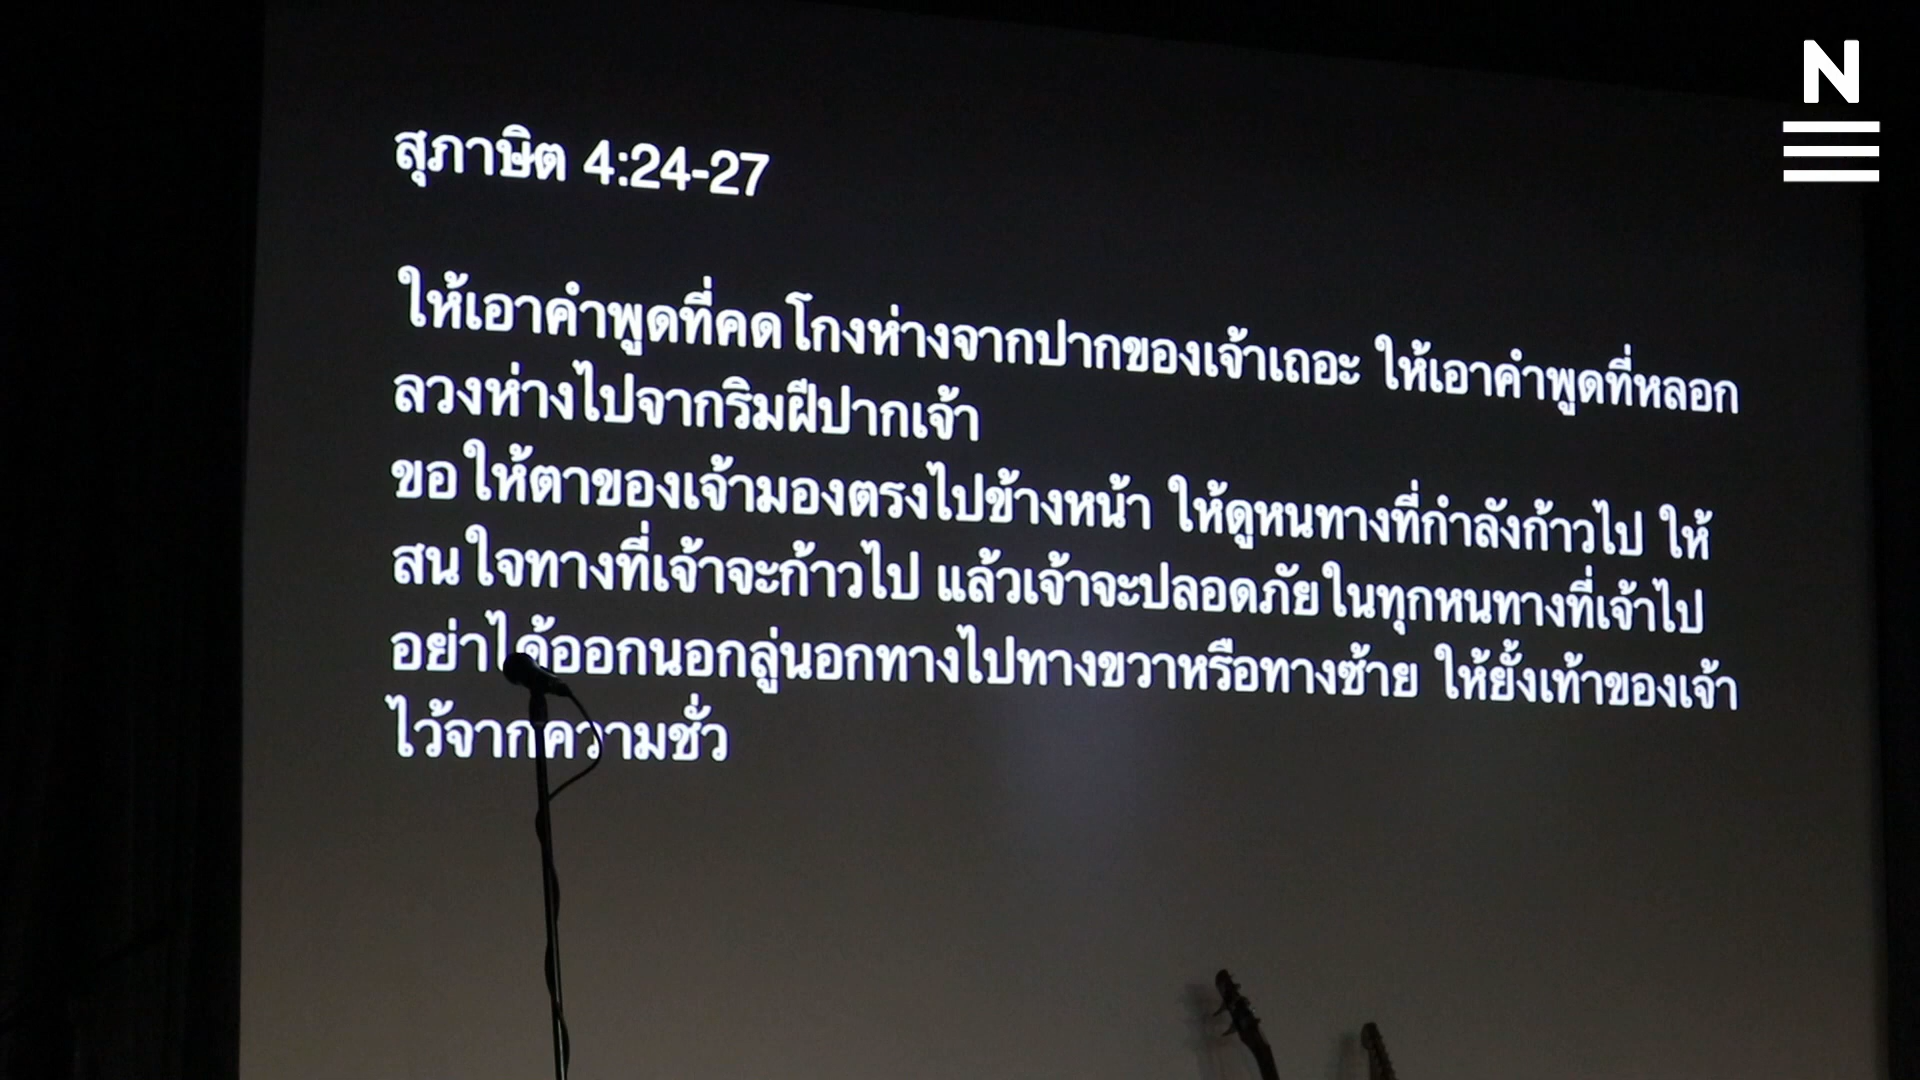 N
สุภาษิต 4:24-27
ให้เอาคำพูดที่คดโกงห่างจากปากของเจ้าเถอะ ให้เอาคำพูดที่หลอก
ลวงห่างไปจากริมฝีปากเจ้า
ขอให้ตาของเจ้ามองตรงไปข้างหน้า ให้ดูหนทางที่กำลังก้าวไป ให้
สนใจทางที่เจ้าจะก้าวไป แล้วเจ้าจะปลอดภัยในทุกหนทางที่เจ้าไป
อย่าได้ออกนอกลู่นอกทางไปทางขวาหรือทางซ้าย ให้ยั้งเท้าของเจ้า
ไว้จากความชั่ว